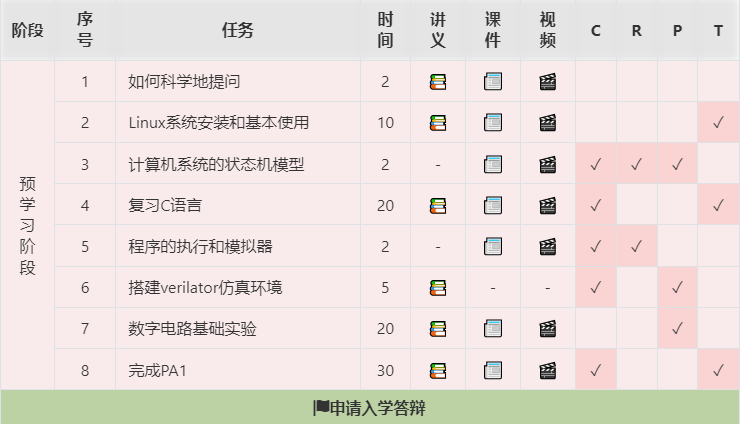 阶段 序号 任务 时间 讲义 课件 视频 C R P T
预学习阶段
1 如何科学地提问 2
2 Linux系统安装和基本使用 10 ✓
3 计算机系统的状态机模型 2 - ✓ ✓ ✓
4 复习C语言 20 ✓ ✓
5 程序的执行和模拟器 2 - ✓ ✓
6 搭建verilator仿真环境 5 - - ✓ ✓
7 数字电路基础实验 20 ✓
8 完成PA1 30 ✓ ✓
申请入学答辩